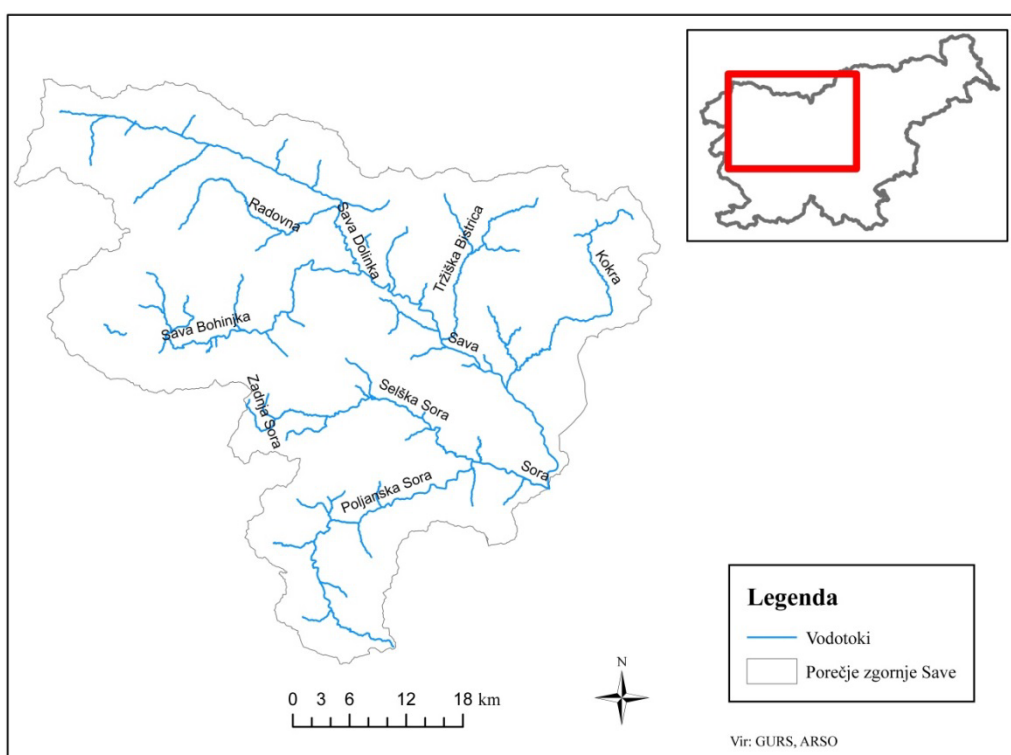 Radovna
Sava Dolinka
Tržiška Bistrica
Kokra
Sava Bohinjka
Sava
Zadnja Sora
Selška Sora
Sora
Poljanska Sora
Legenda
Vodotoki
Porečje zgornje Save
N
0 3 6 12 18 km
Vir: GURS, ARSO